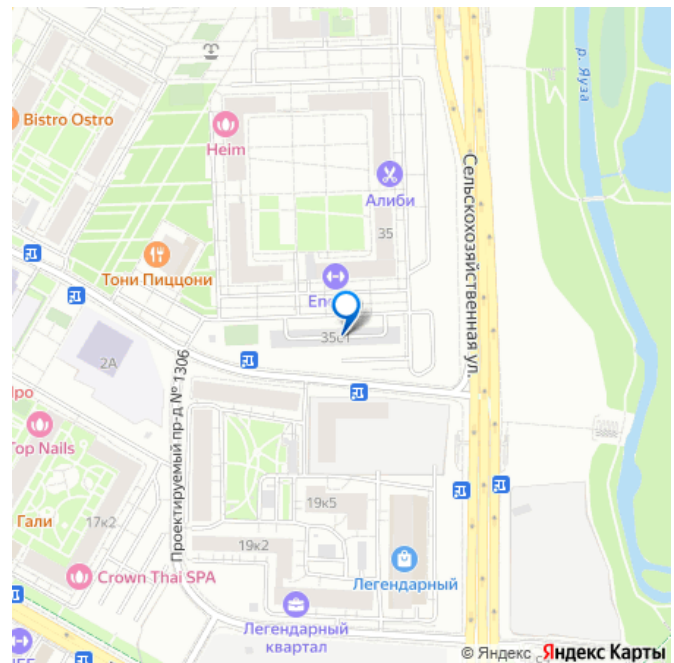 р. Яуза
Bistro Ostro
Heim
Сельскохозяйственная ул.
Алиби
35
Тони Пиццони
35с1
2А
Проектируемый пр-д № 1306
Top Nails
19к5
Гали
17к2
19к2
Crown Thai SPA
Легендарный
Легендарный
квартал
© Яндекс Яндекс Карты